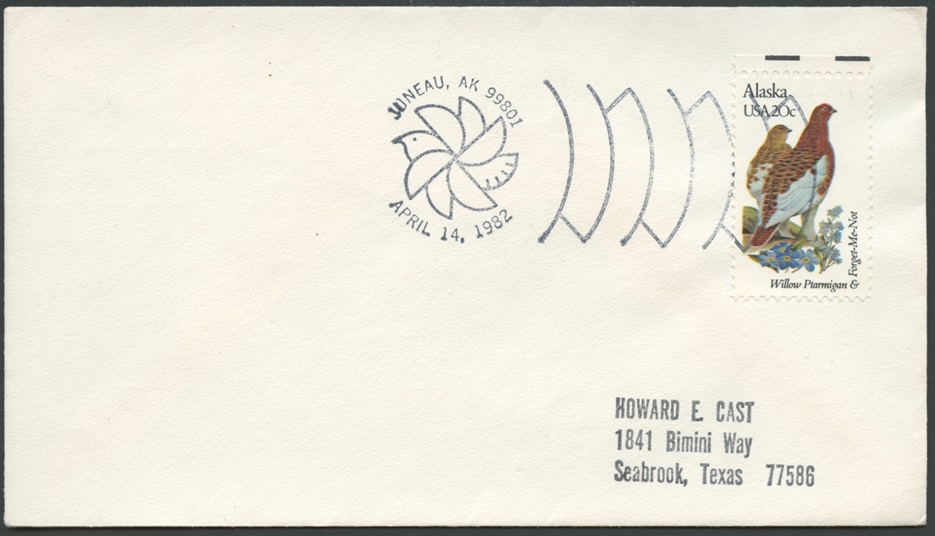 JUNEAU, AK 99801
APRIL 14, 1982
Alaska
USA 20c
Willow Ptarmigan &
Forget-Me-Not
HOWARD E. CAST
1841 Bimini Way
Seabrook, Texas 77586